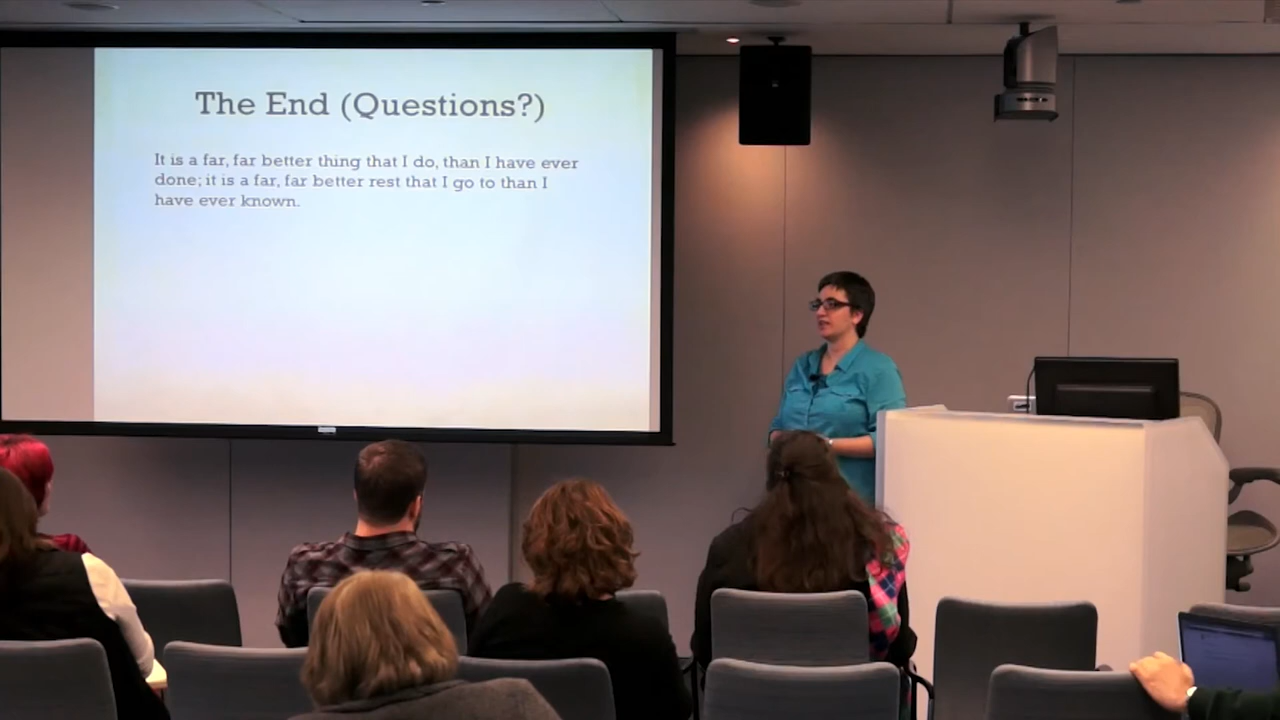 The End (Questions?)
It is a far, far better thing that I do, than I have ever
done; it is a far, far better rest that I go to than I
have ever known.